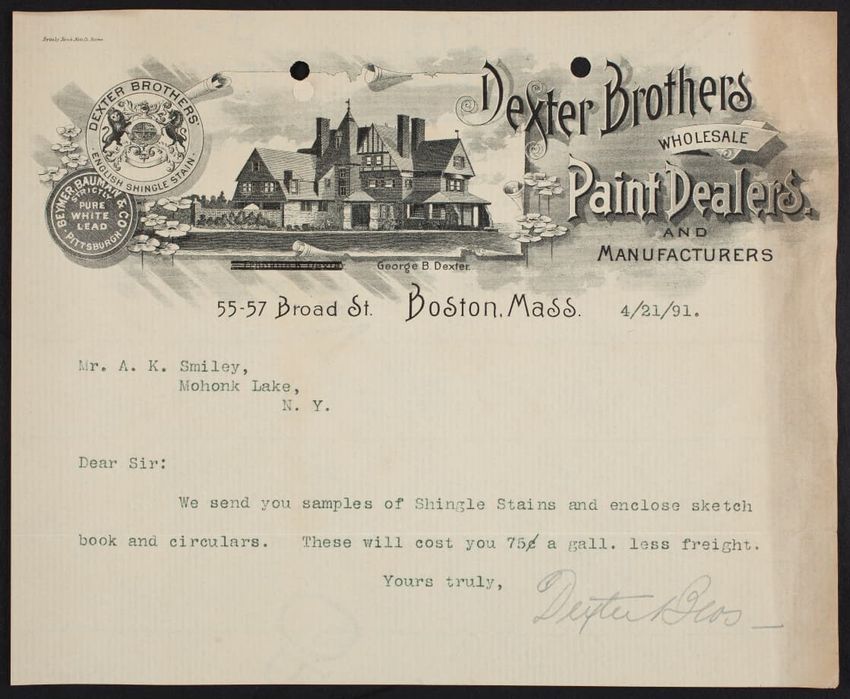 DEXTER BROTHERS'
ENGLISH SHINGLE STAIN
BEYMER, BAUMAN & CO
STRICTLY
PURE
WHITE
LEAD
PITTSBURGH
Dexter Brothers
WHOLESALE
Paint Dealers.
AND
MANUFACTURERS
George B. Dexter.
55-57 Broad St. Boston, Mass. 4/21/91.
Mr. A. K. Smiley,
Mohonk Lake,
N. Y.
Dear Sir:
We send you samples of Shingle Stains and enclose sketch
book and circulars. These will cost you 75¢ a gall. less freight.
Yours truly,
Dexter Bros